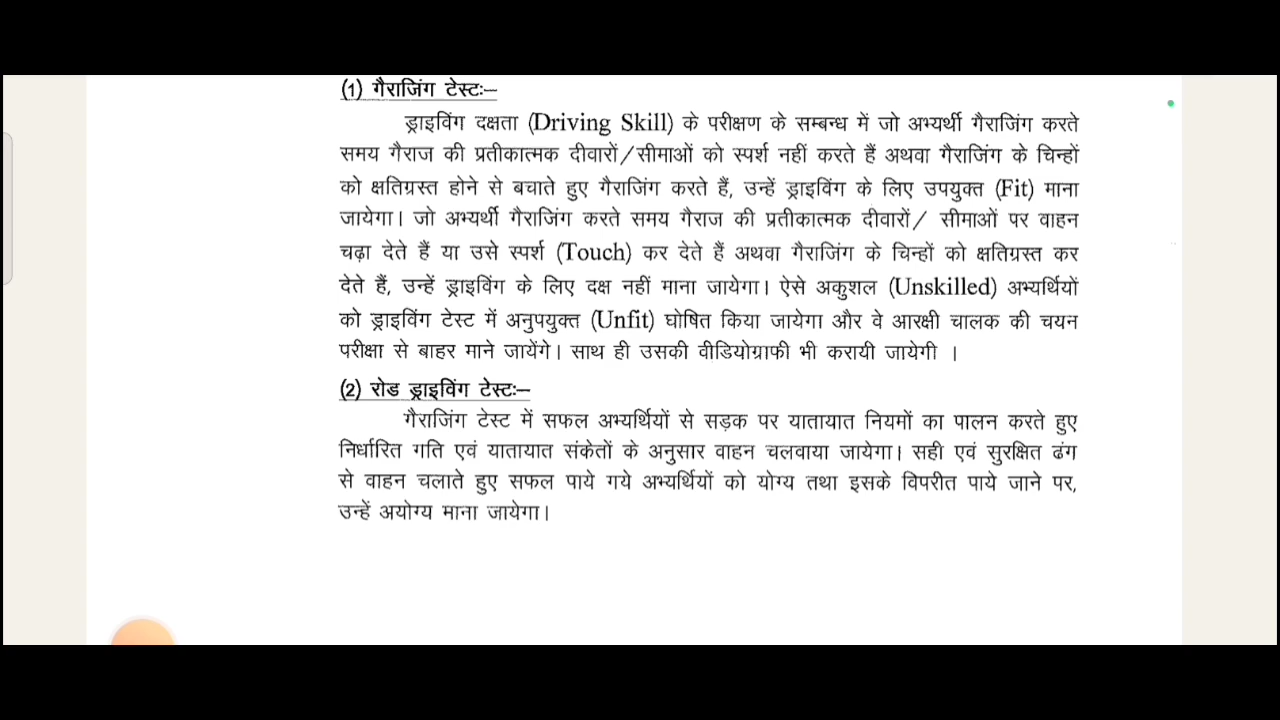 (1) गैराजिंग टेस्टः–
ड्राइविंग दक्षता (Driving Skill) के परीक्षण के सम्बन्ध में जो अभ्यर्थी गैराजिंग करते
समय गैराज की प्रतीकात्मक दीवारों/सीमाओं को स्पर्श नहीं करते हैं अथवा गैराजिंग के चिन्हों
को क्षतिग्रस्त होने से बचाते हुए गैराजिंग करते हैं, उन्हें ड्राइविंग के लिए उपयुक्त (Fit) माना
जायेगा। जो अभ्यर्थी गैराजिंग करते समय गैराज की प्रतीकात्मक दीवारों/ सीमाओं पर वाहन
चढ़ा देते हैं या उसे स्पर्श (Touch) कर देते हैं अथवा गैराजिंग के चिन्हों को क्षतिग्रस्त कर
देते हैं, उन्हें ड्राइविंग के लिए दक्ष नहीं माना जायेगा। ऐसे अकुशल (Unskilled) अभ्यर्थियों
को ड्राइविंग टेस्ट में अनुपयुक्त (Unfit) घोषित किया जायेगा और वे आरक्षी चालक की चयन
परीक्षा से बाहर माने जायेंगे। साथ ही उसकी वीडियोग्राफी भी करायी जायेगी ।
(2) रोड ड्राइविंग टेस्टः–
गैराजिंग टेस्ट में सफल अभ्यर्थियों से सड़क पर यातायात नियमों का पालन करते हुए
निर्धारित गति एवं यातायात संकेतों के अनुसार वाहन चलवाया जायेगा। सही एवं सुरक्षित ढंग
से वाहन चलाते हुए सफल पाये गये अभ्यर्थियों को योग्य तथा इसके विपरीत पाये जाने पर,
उन्हें अयोग्य माना जायेगा।